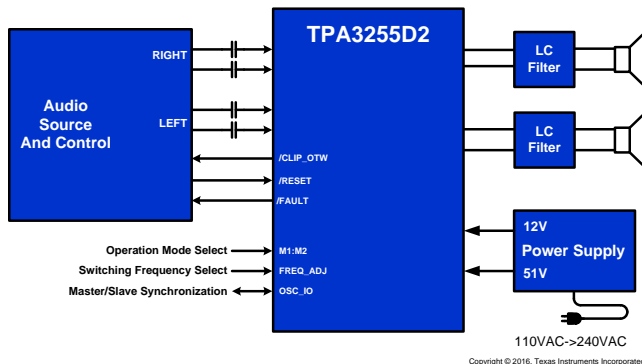 TPA3255D2
RIGHT
LEFT
Audio
Source
And Control
/CLIP_OTW
/RESET
/FAULT
Operation Mode Select
M1:M2
Switching Frequency Select
FREQ_ADJ
Master/Slave Synchronization
OSC_IO
LC
Filter
LC
Filter
12V
Power Supply
51V
110VAC->240VAC
Copyright © 2016, Texas Instruments Incorporated